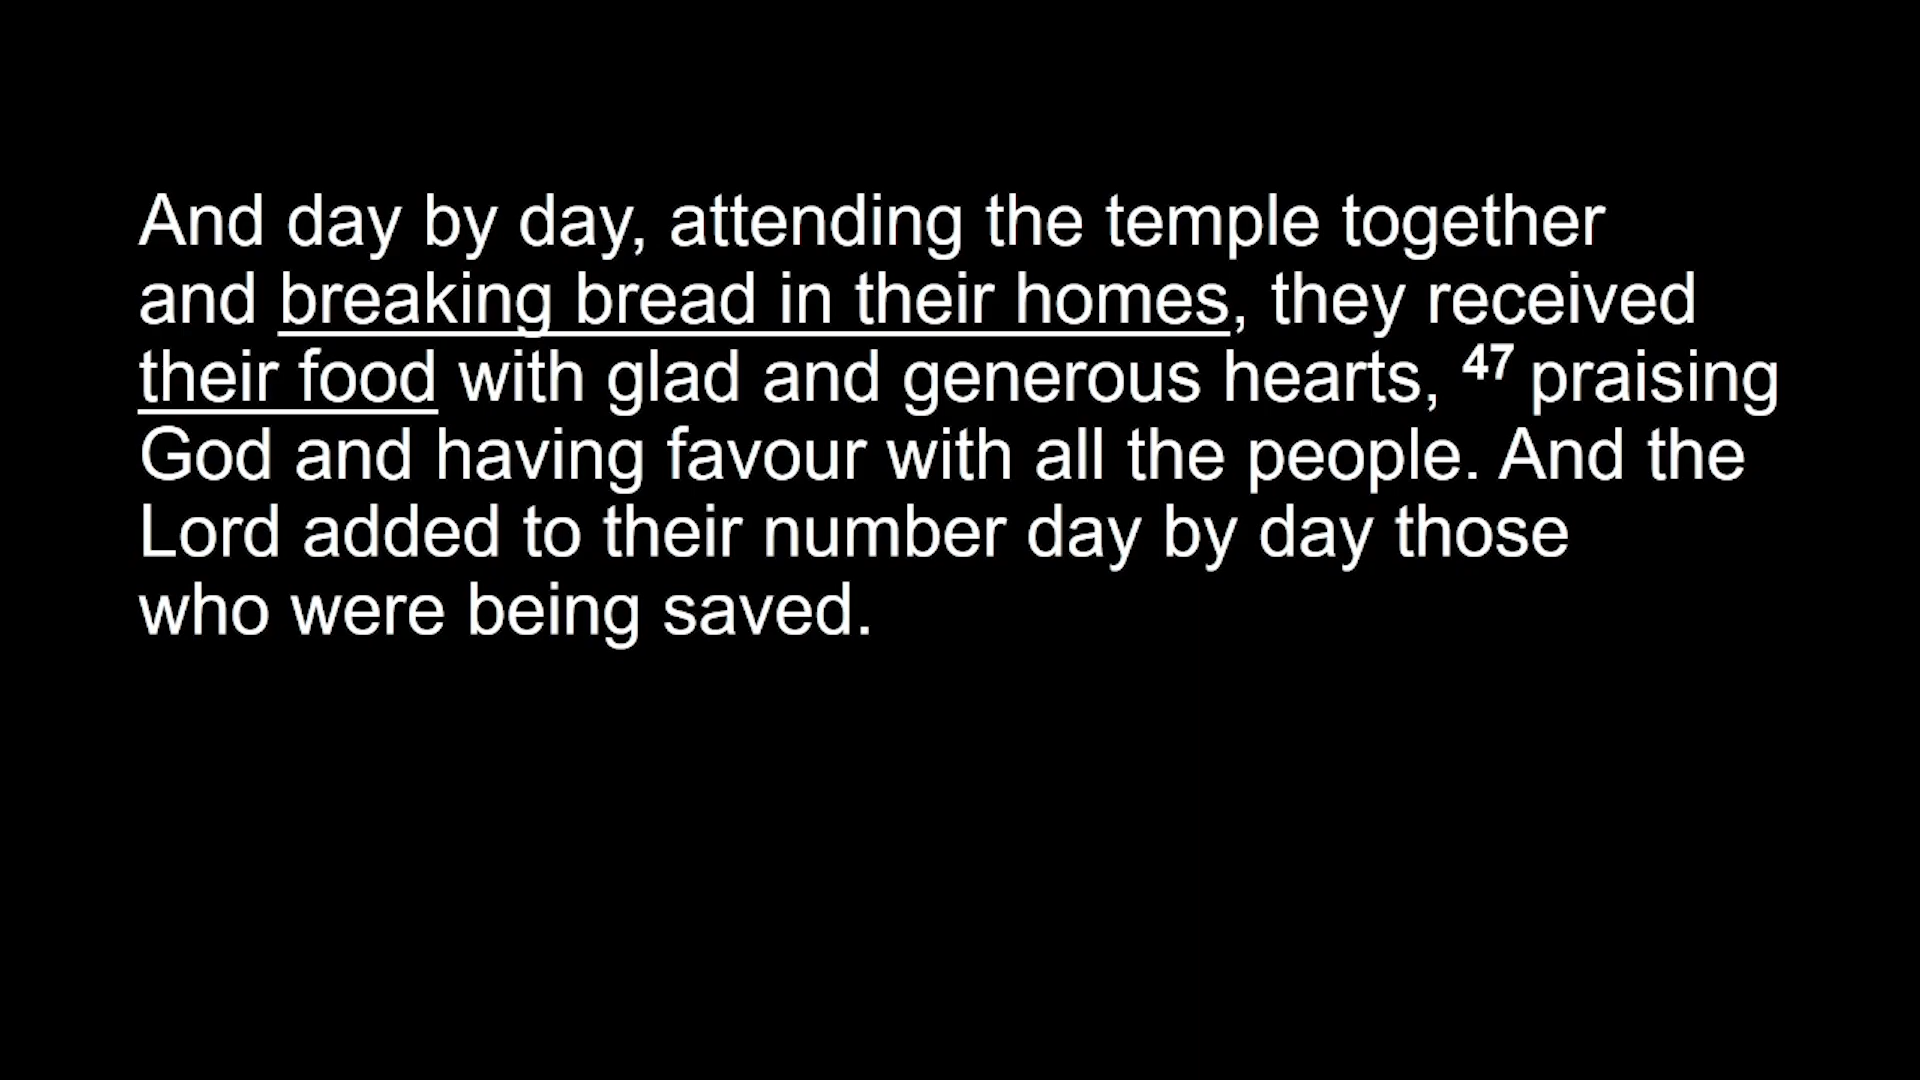 And day by day, attending the temple together
and breaking bread in their homes, they received
their food with glad and generous hearts, 47 praising
God and having favour with all the people. And the
Lord added to their number day by day those
who were being saved.